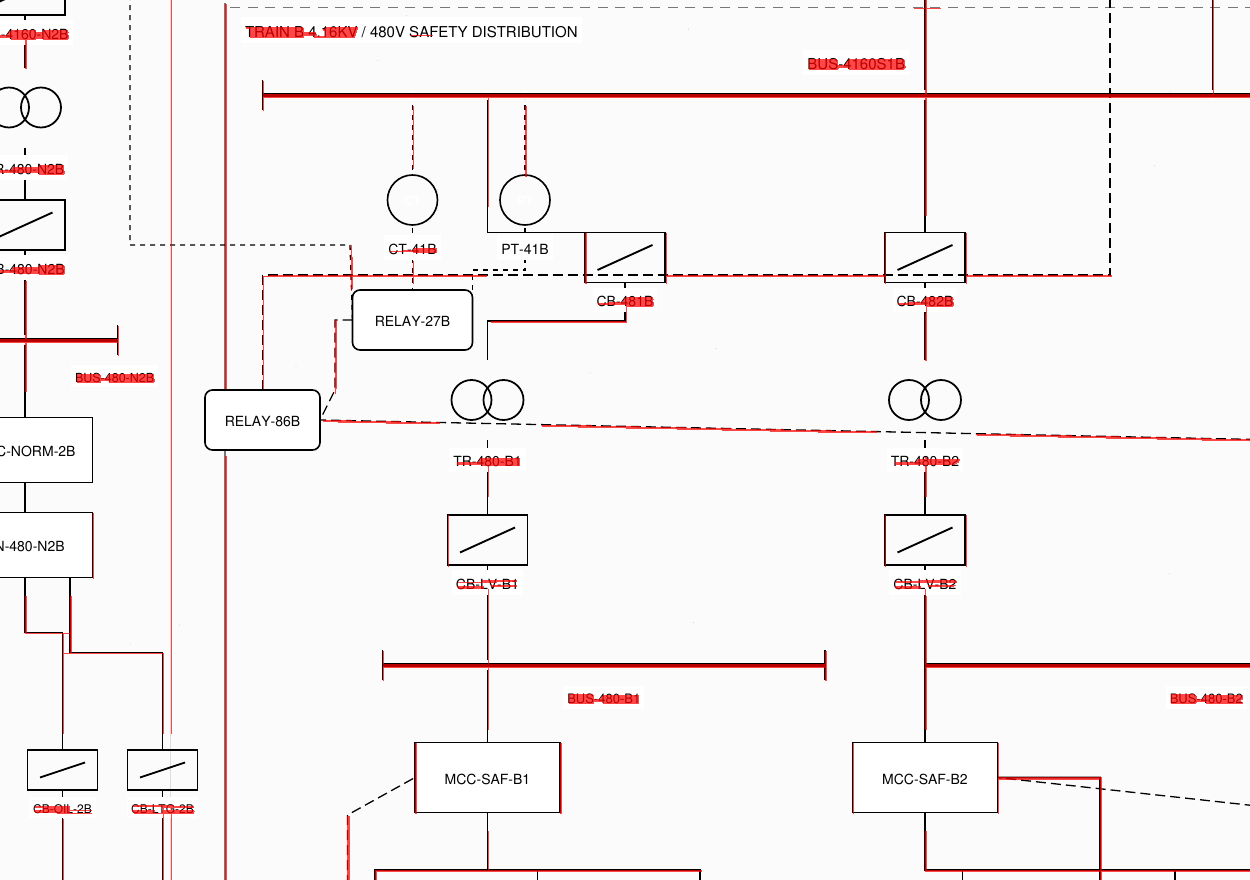 -4160-N2B
TRAIN B 4.16KV / 480V SAFETY DISTRIBUTION
BUS-4160S1B
R-480-N2B
CT-41B
PT-41B
B-480-N2B
CB-481B
CB-482B
RELAY-27B
BUS-480-N2B
RELAY-86B
C-NORM-2B
TR-480-B1
TR-480-B2
N-480-N2B
CB-LV-B1
CB-LV-B2
BUS-480-B1
BUS-480-B2
MCC-SAF-B1
MCC-SAF-B2
CB-OIL-2B
CB-LTG-2B